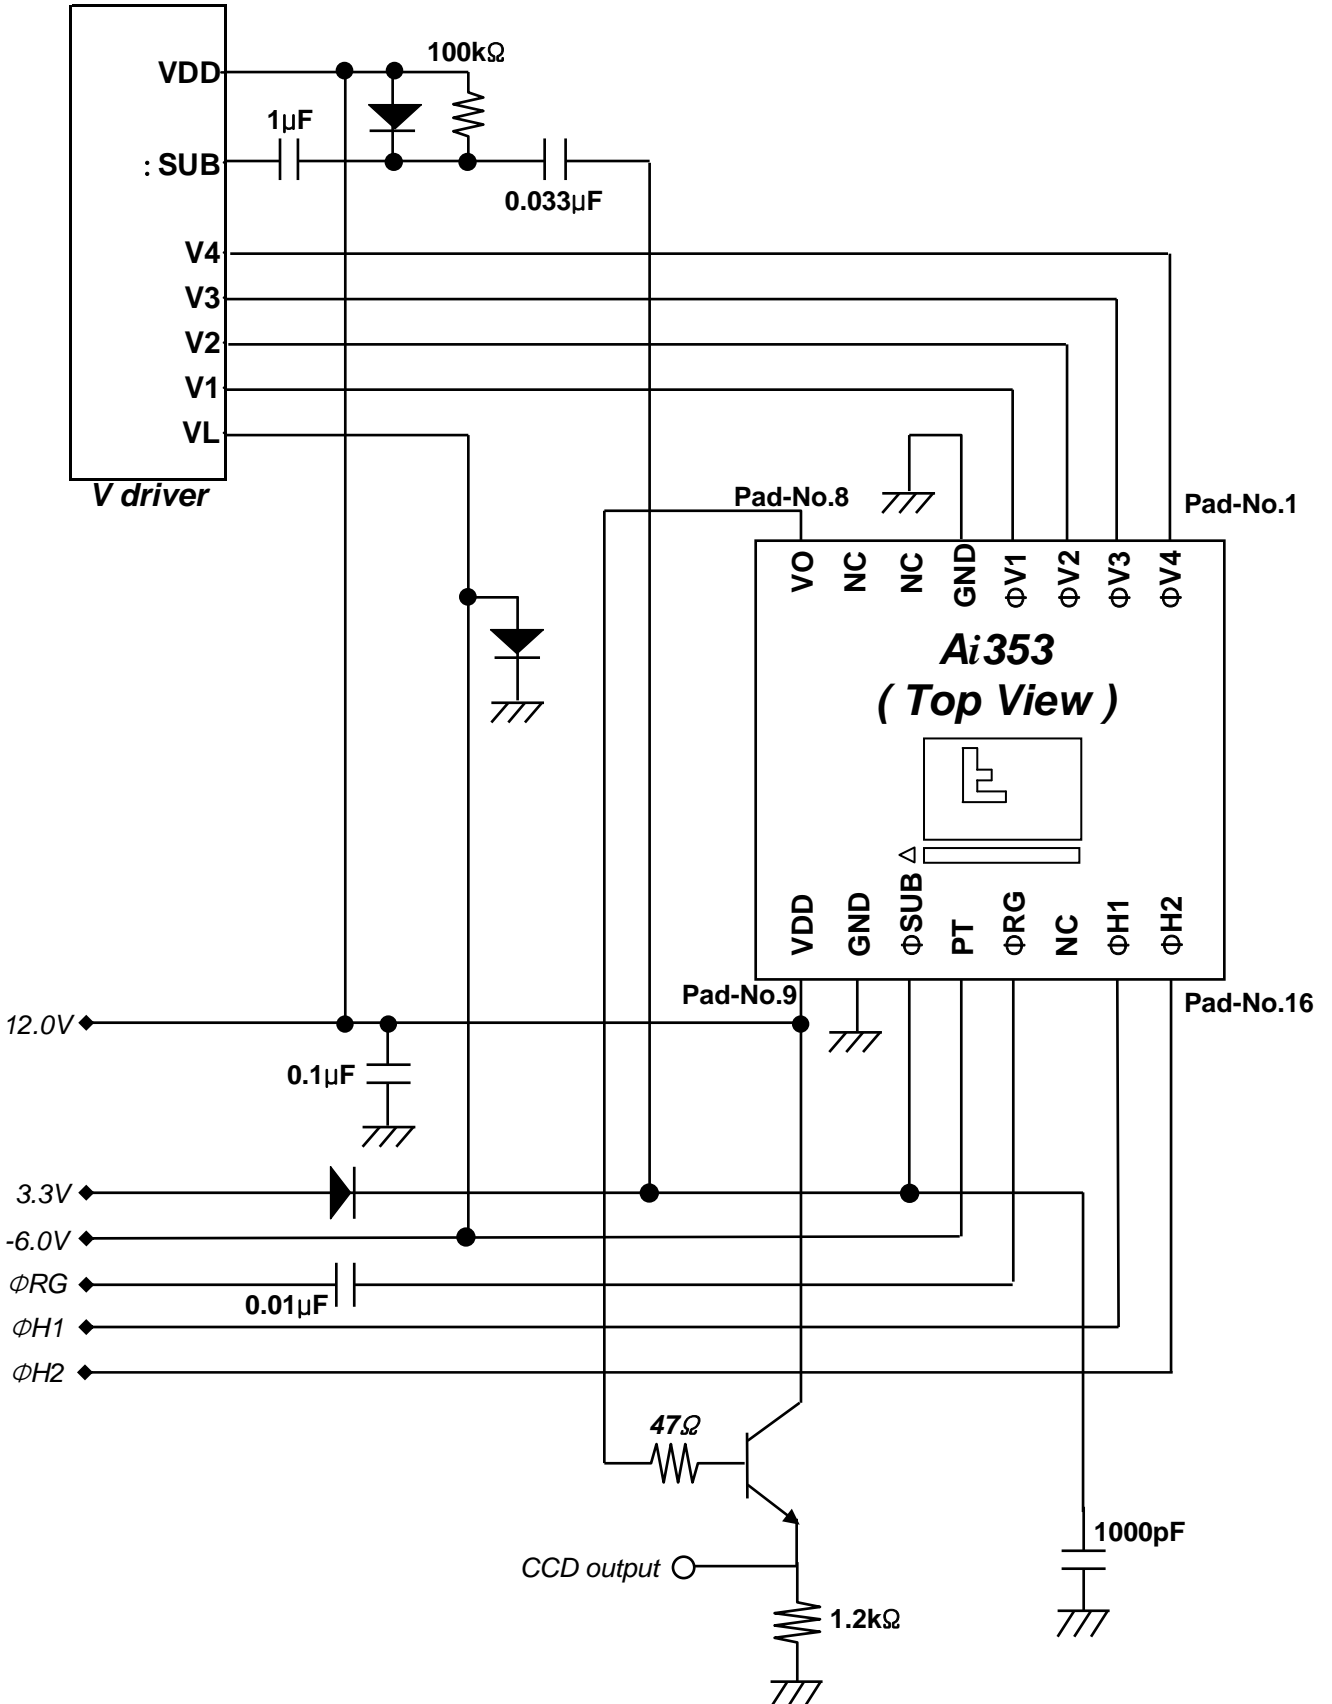 VDD
100kΩ
1μF
: SUB
0.033μF
V4
V3
V2
V1
VL
V driver
Pad-No.8
Pad-No.1
VO
NC
NC
GND
ΦV1
ΦV2
ΦV3
ΦV4
Ai353
( Top View )
VDD
GND
ΦSUB
PT
ΦRG
NC
ΦH1
ΦH2
Pad-No.9
Pad-No.16
12.0V
0.1μF
3.3V
-6.0V
ΦRG
0.01μF
ΦH1
ΦH2
47Ω
1000pF
CCD output
1.2kΩ